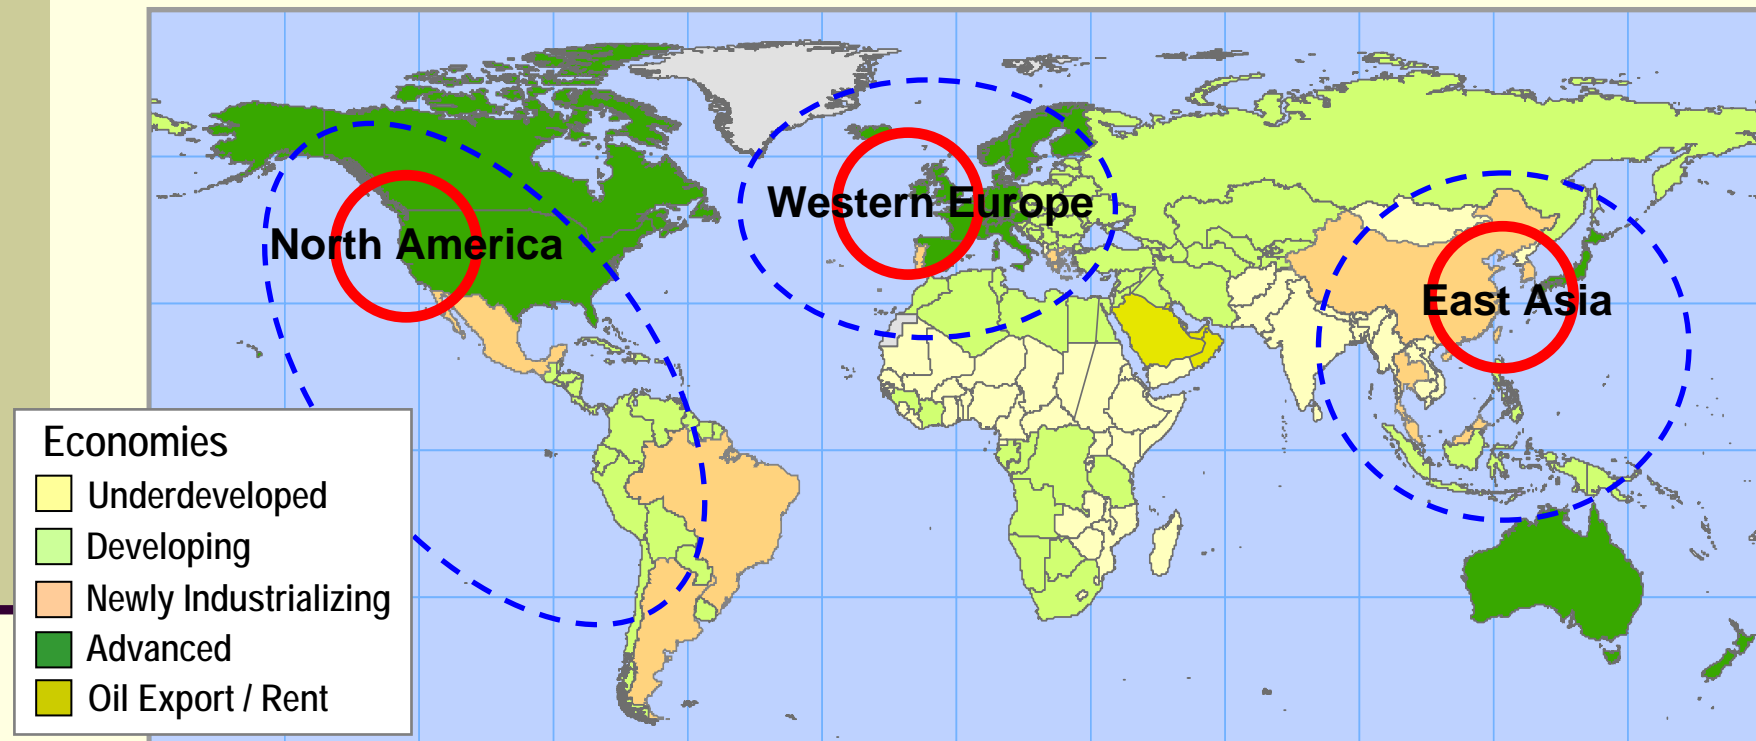 Western Europe
North America
East Asia
Economies
Underdeveloped
Developing
Newly Industrializing
Advanced
Oil Export / Rent